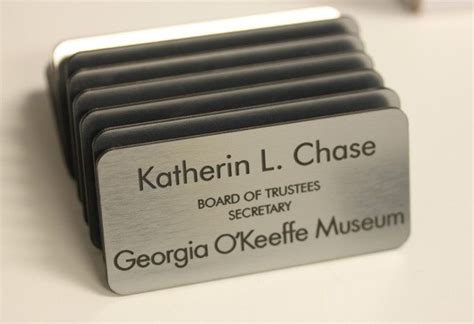 Katherin L. Chase
BOARD OF TRUSTEES
SECRETARY
Georgia O'Keeffe Museum